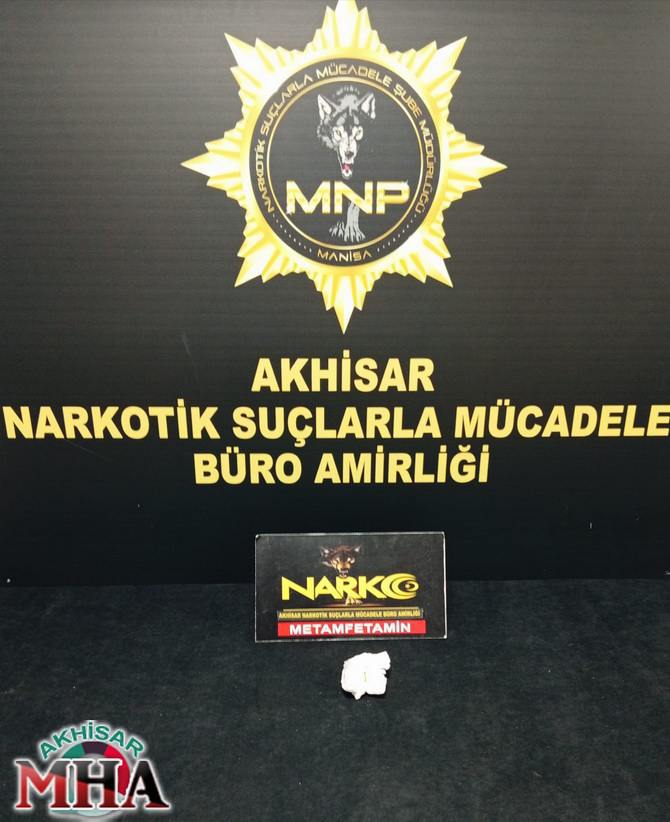 NARKOTİK SUÇLARLA MÜCADELE ŞUBE MÜDÜRLÜĞÜ
MNP
MANİSA
AKHİSAR
NARKOTİK SUÇLARLA MÜCADELE
BÜRO AMİRLİĞİ
NARKO
AKHİSAR NARKOTİK SUÇLARLA MÜCADELE BÜRO AMİRLİĞİ
METAMFETAMİN
AKHİSAR
MHA